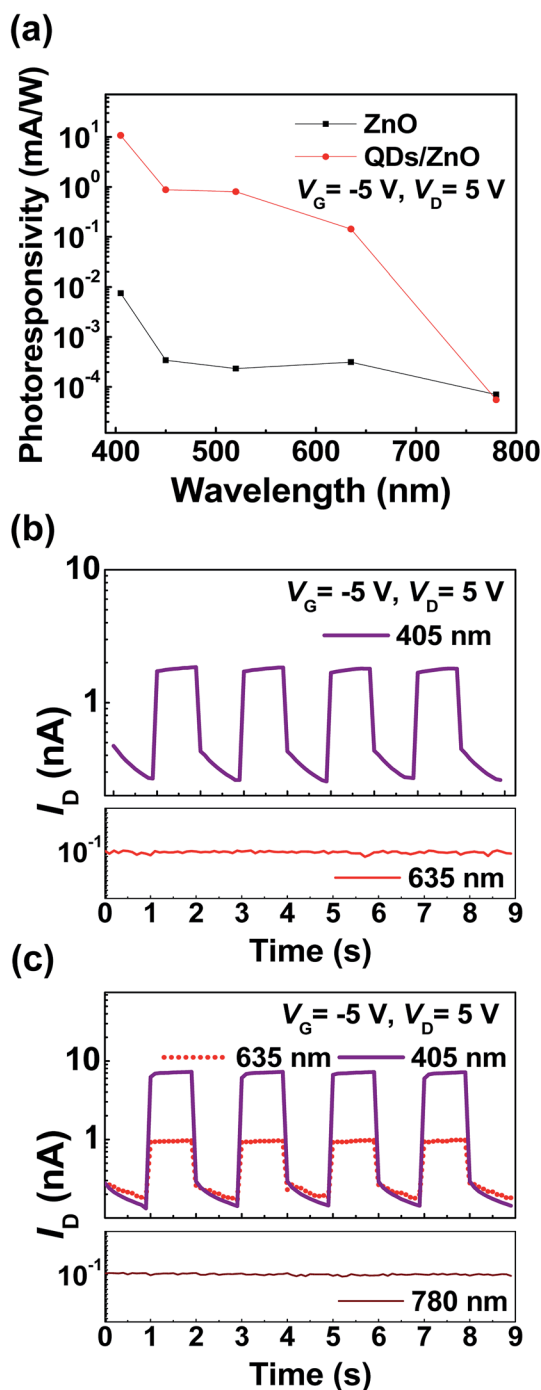 (a)
Photoresponsivity (mA/W)
10^1
10^0
10^-1
10^-2
10^-3
10^-4
ZnO
QDs/ZnO
V_G= -5 V, V_D= 5 V
400 500 600 700 800
Wavelength (nm)
(b)
I_D (nA)
10
1
V_G= -5 V, V_D= 5 V
405 nm
10^-1
635 nm
0 1 2 3 4 5 6 7 8 9
Time (s)
(c)
I_D (nA)
10
1
V_G= -5 V, V_D= 5 V
635 nm 405 nm
10^-1
780 nm
0 1 2 3 4 5 6 7 8 9
Time (s)